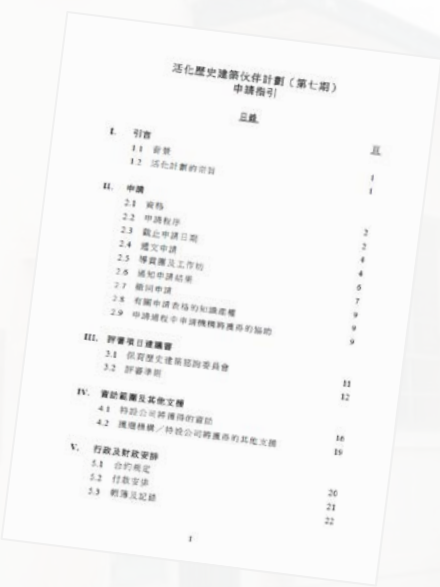 活化歷史建築伙伴計劃(第七期)
申請指引
目錄
頁
I. 引言
1.1 背景 1
1.2 活化計劃的宗旨 1
II. 申請
2.1 資格 2
2.2 申請程序 2
2.3 截止申請日期 4
2.4 遞交申請 4
2.5 導賞團及工作坊 6
2.6 通知申請結果 7
2.7 撤回申請 9
2.8 有關申請表格的知識產權 9
2.9 申請過程中申請機構將獲得的協助 9
III. 評審項目建議書
3.1 保育歷史建築諮詢委員會 11
3.2 評審準則 12
IV. 資助範圍及其他支援
4.1 特設公司將獲得的資助 16
4.2 獲選機構/特設公司將獲得的其他支援 19
V. 行政及財政安排
5.1 合約規定 20
5.2 付款安排 21
5.3 帳簿及記錄 22
1